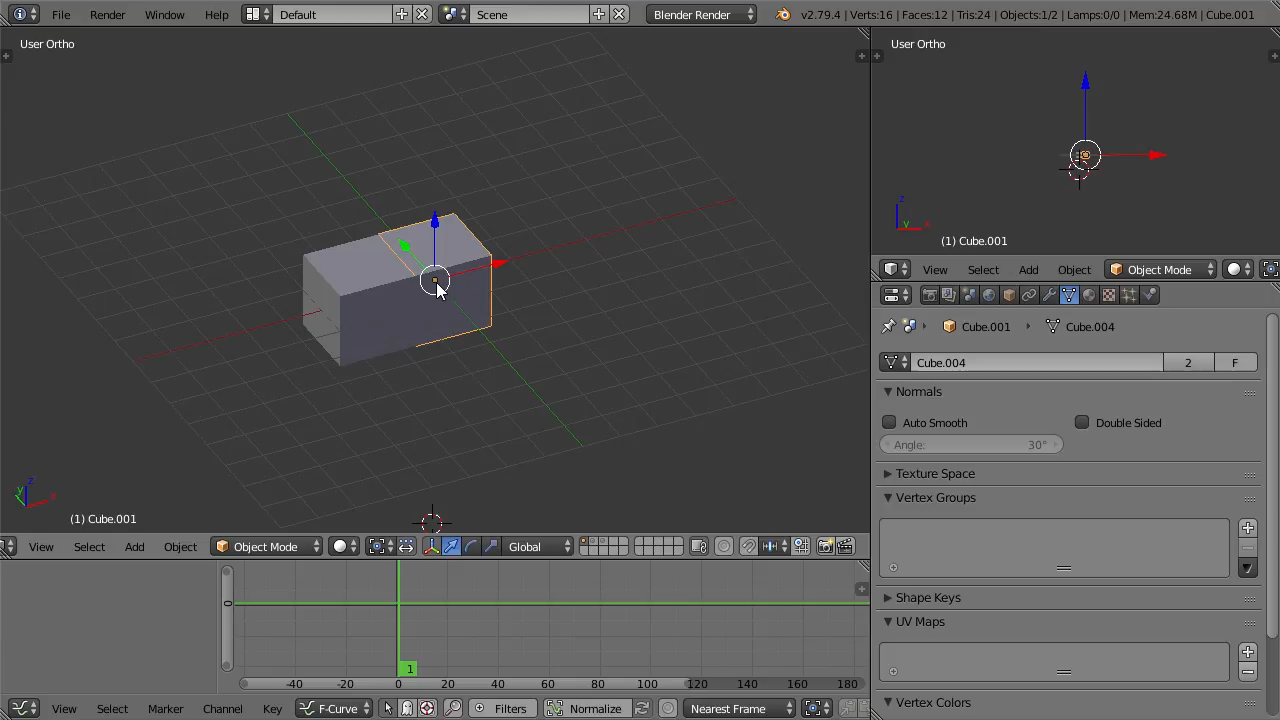 File Render Window Help Default Scene Blender Render v2.79.4 | Verts:16 | Faces:12 | Tris:24 | Objects:1/2 | Lamps:0/0 | Mem:24.68M | Cube.001
User Ortho
User Ortho
z
y x
(1) Cube.001
View Select Add Object Object Mode
Cube.001 Cube.004
Cube.004 2 F
Normals
Auto Smooth Double Sided
Angle: 30°
Texture Space
Vertex Groups
z
y x
(1) Cube.001
View Select Add Object Object Mode Global
Shape Keys
UV Maps
Vertex Colors
0
1
-40 -20 0 20 40 60 80 100 120 140 160 180
View Select Marker Channel Key F-Curve Filters Normalize Nearest Frame